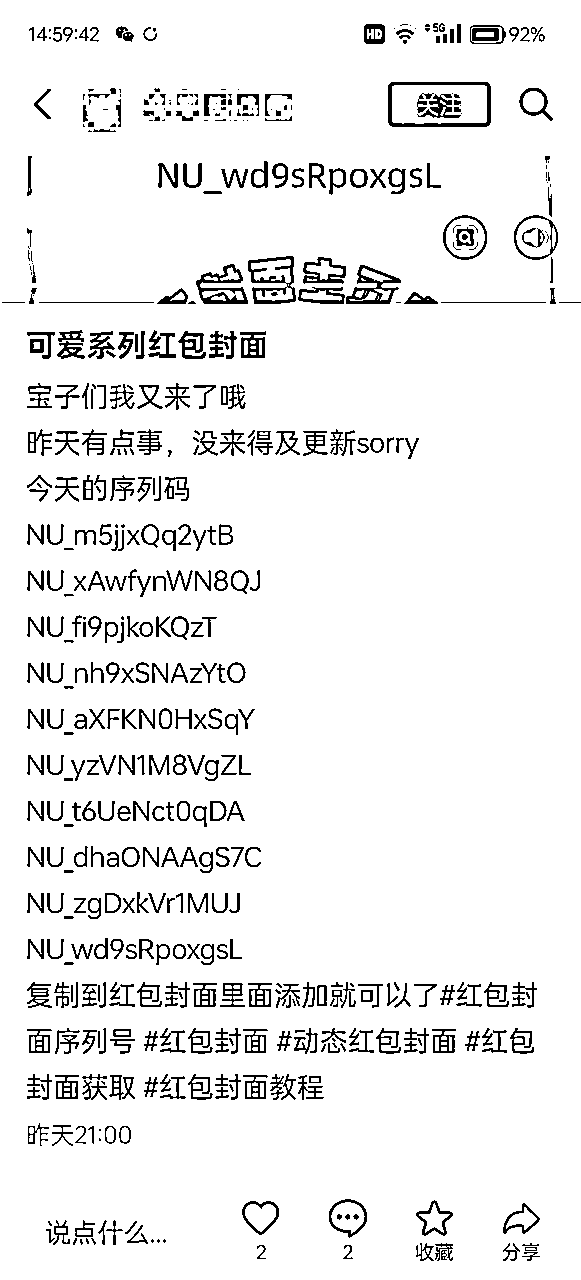 14:59:42
HD 5G 92%
关注
NU_wd9sRpoxgsL
可爱系列红包封面
宝子们我又来了哦
昨天有点事，没来得及更新sorry
今天的序列码
NU_m5jjxQq2ytB
NU_xAwfynWN8QJ
NU_fi9pjkoKQzT
NU_nh9xSNAzYtO
NU_aXFKN0HxSqY
NU_yzVN1M8VgZL
NU_t6UeNct0qDA
NU_dhaONAAgS7C
NU_zgDxkVr1MUJ
NU_wd9sRpoxgsL
复制到红包封面里面添加就可以了#红包封
面序列号 #红包封面 #动态红包封面 #红包
封面获取 #红包封面教程
昨天21:00
说点什么...
2 2 收藏 分享